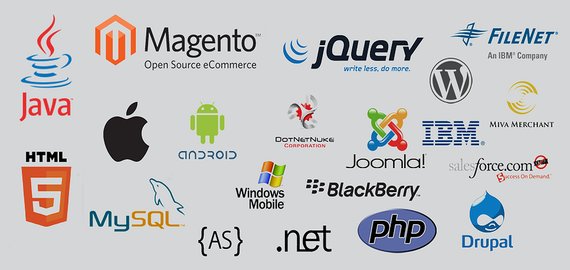 Java
Magento™
Open Source eCommerce
jQuery
write less, do more.
FILENET®
An IBM® Company
W
MIVA MERCHANT
ANDROID
DOTNETNUKE
CORPORATION
Joomla!
IBM
salesforce.com
Success On Demand.
HTML
5
MySQL
Windows
Mobile
BlackBerry
{AS}
.net
php
Drupal